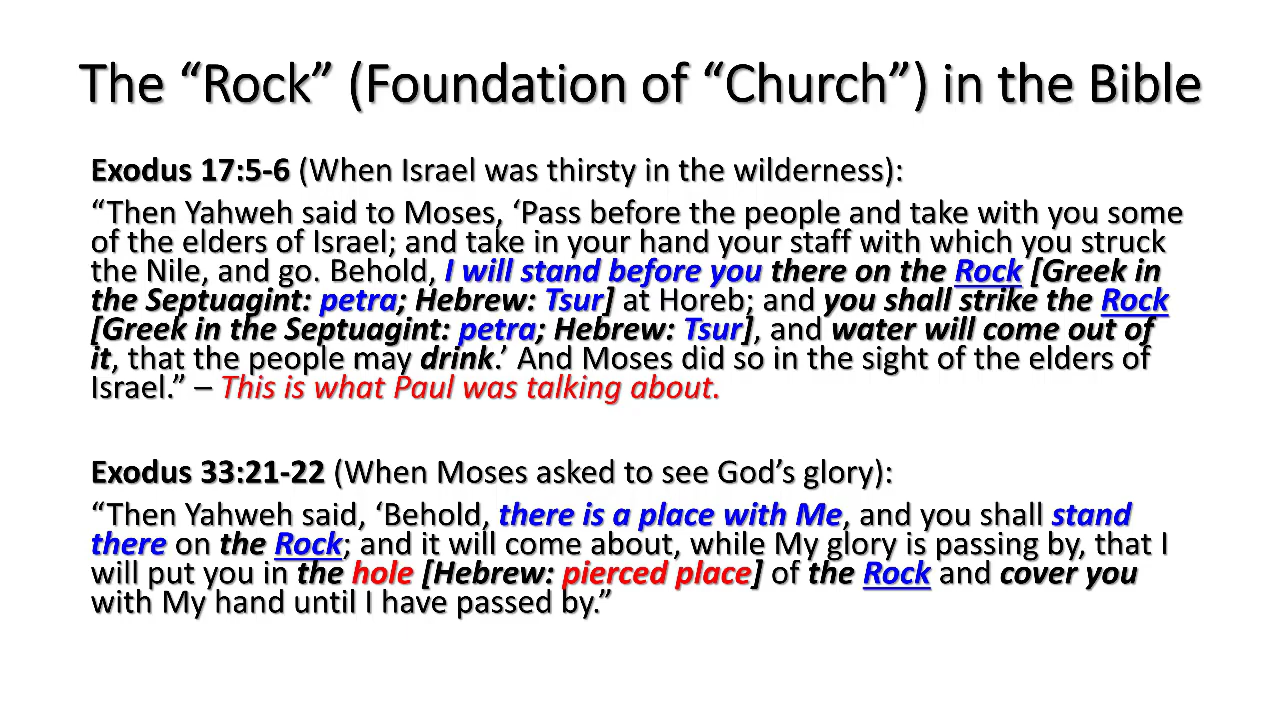 The “Rock” (Foundation of “Church”) in the Bible
Exodus 17:5-6 (When Israel was thirsty in the wilderness):
“Then Yahweh said to Moses, ‘Pass before the people and take with you some
of the elders of Israel; and take in your hand your staff with which you struck
the Nile, and go. Behold, I will stand before you there on the Rock [Greek in
the Septuagint: petra; Hebrew: Tsur] at Horeb; and you shall strike the Rock
[Greek in the Septuagint: petra; Hebrew: Tsur], and water will come out of
it, that the people may drink.’ And Moses did so in the sight of the elders of
Israel.” – This is what Paul was talking about.
Exodus 33:21-22 (When Moses asked to see God’s glory):
“Then Yahweh said, ‘Behold, there is a place with Me, and you shall stand
there on the Rock; and it will come about, while My glory is passing by, that I
will put you in the hole [Hebrew: pierced place] of the Rock and cover you
with My hand until I have passed by.”